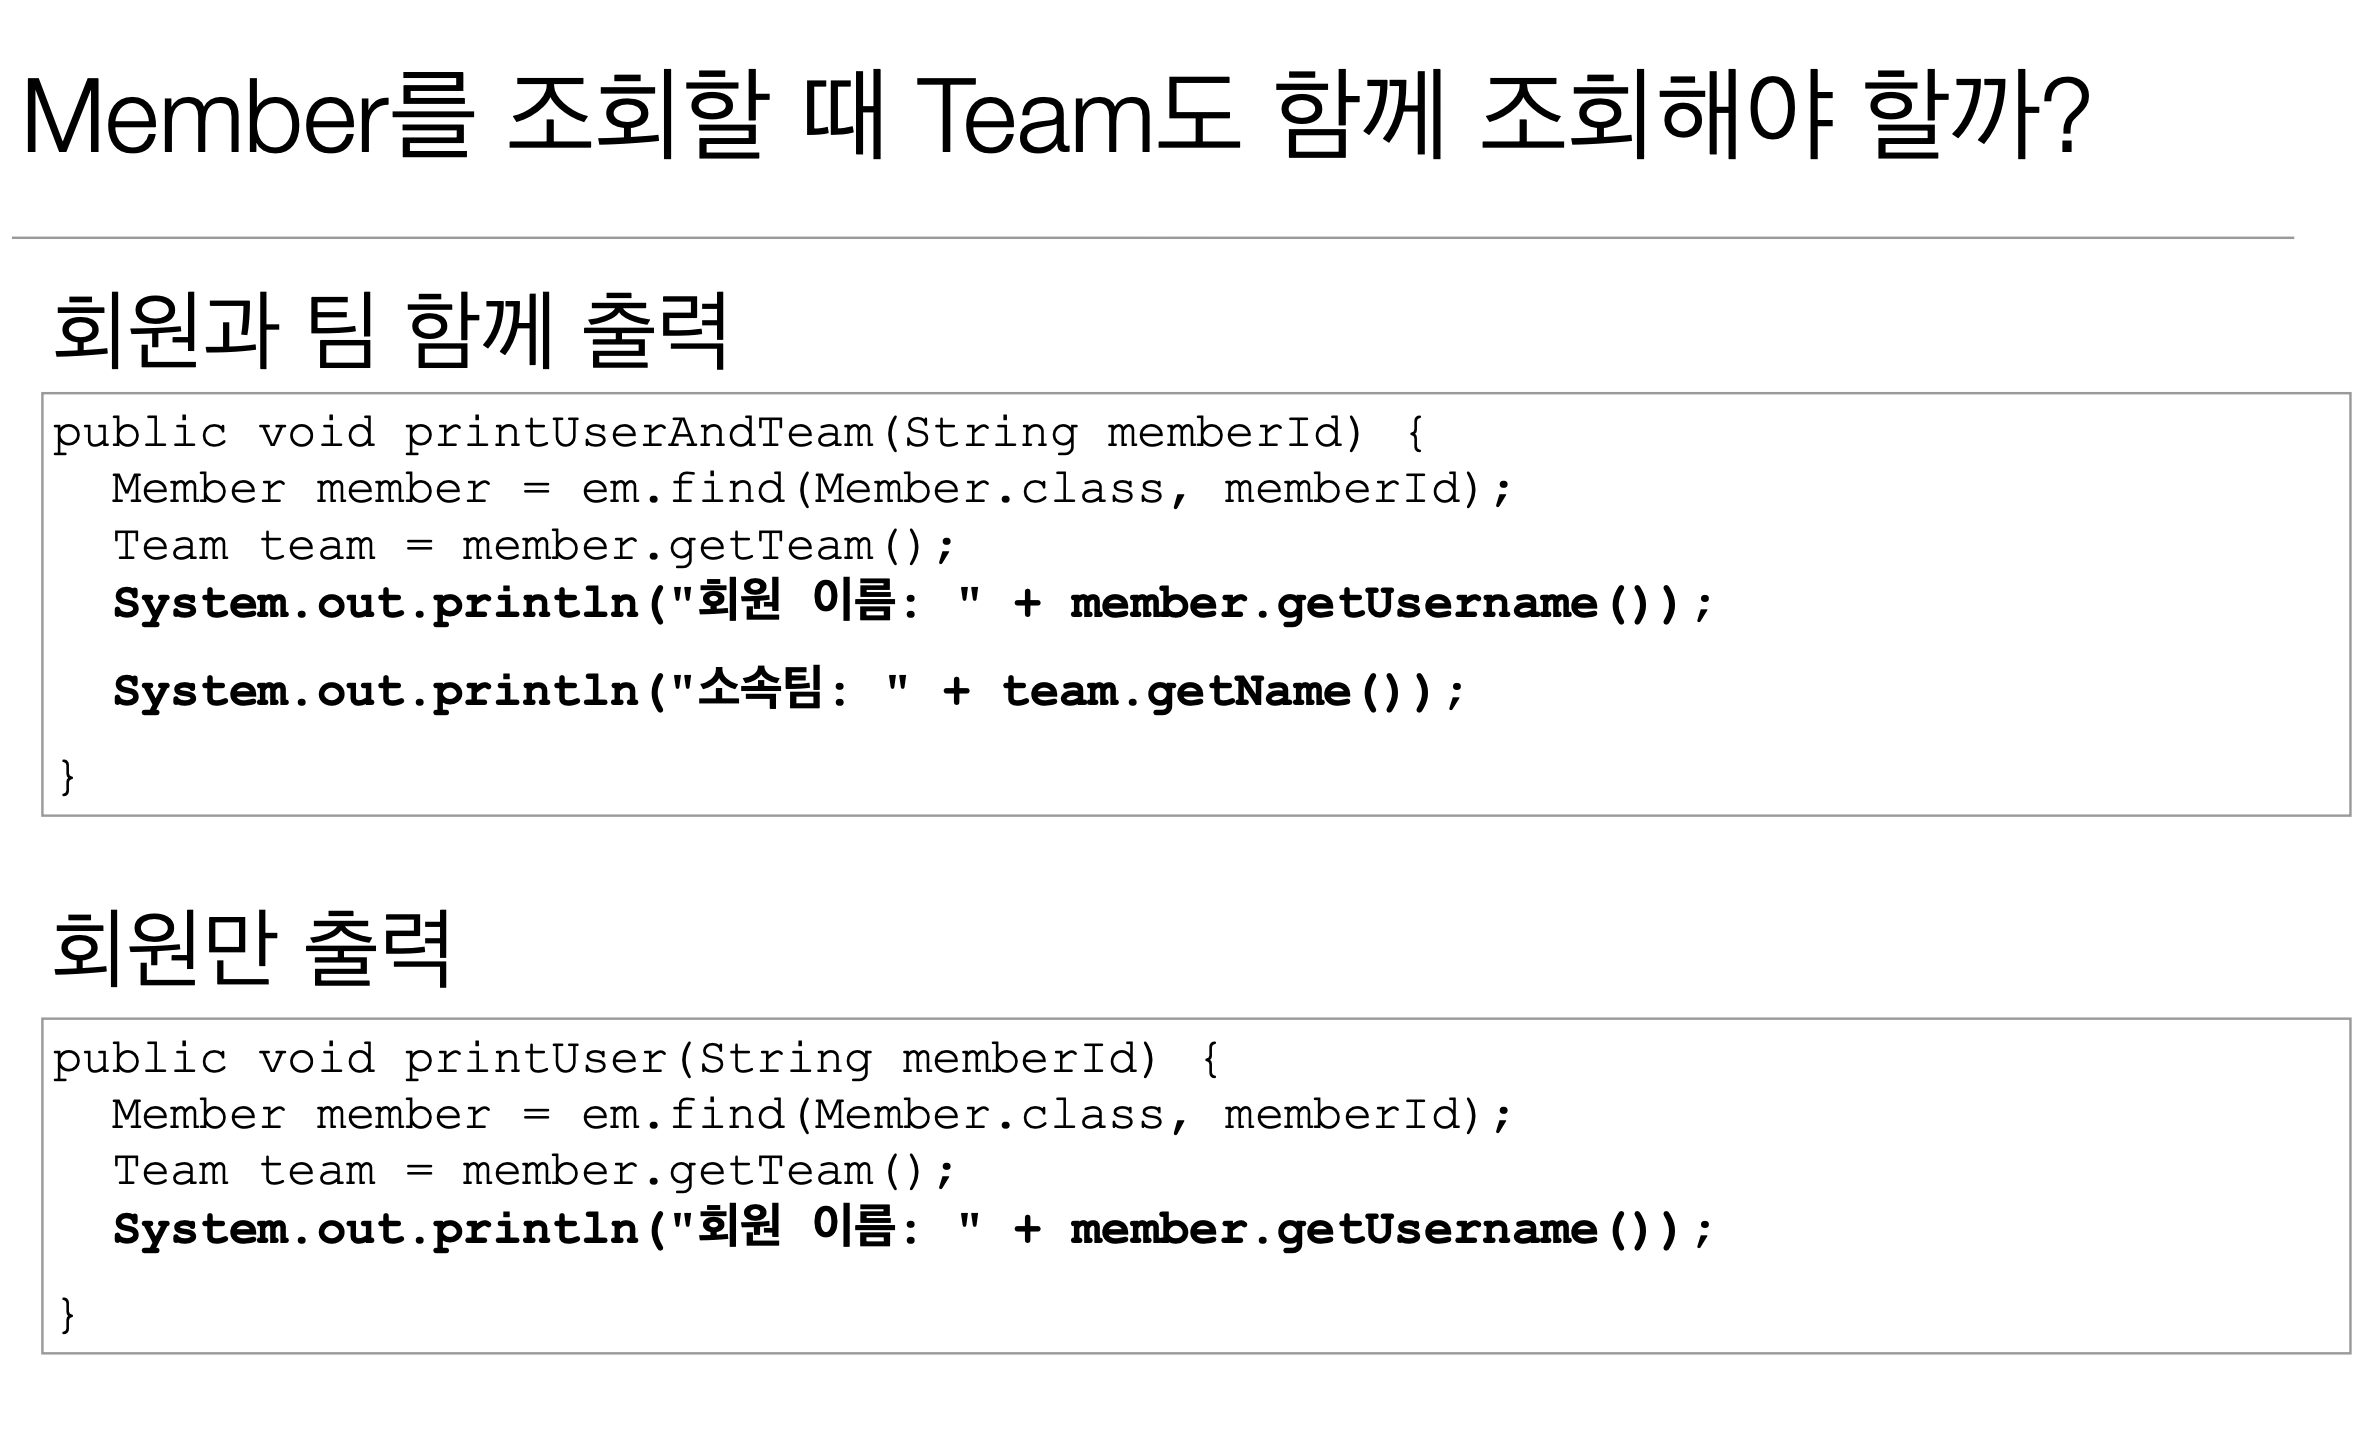 Member를 조회할 때 Team도 함께 조회해야 할까?
회원과 팀 함께 출력
public void printUserAndTeam(String memberId) {
  Member member = em.find(Member.class, memberId);
  Team team = member.getTeam();
  System.out.println("회원 이름: " + member.getUsername());
  System.out.println("소속팀: " + team.getName());
}
회원만 출력
public void printUser(String memberId) {
  Member member = em.find(Member.class, memberId);
  Team team = member.getTeam();
  System.out.println("회원 이름: " + member.getUsername());
}